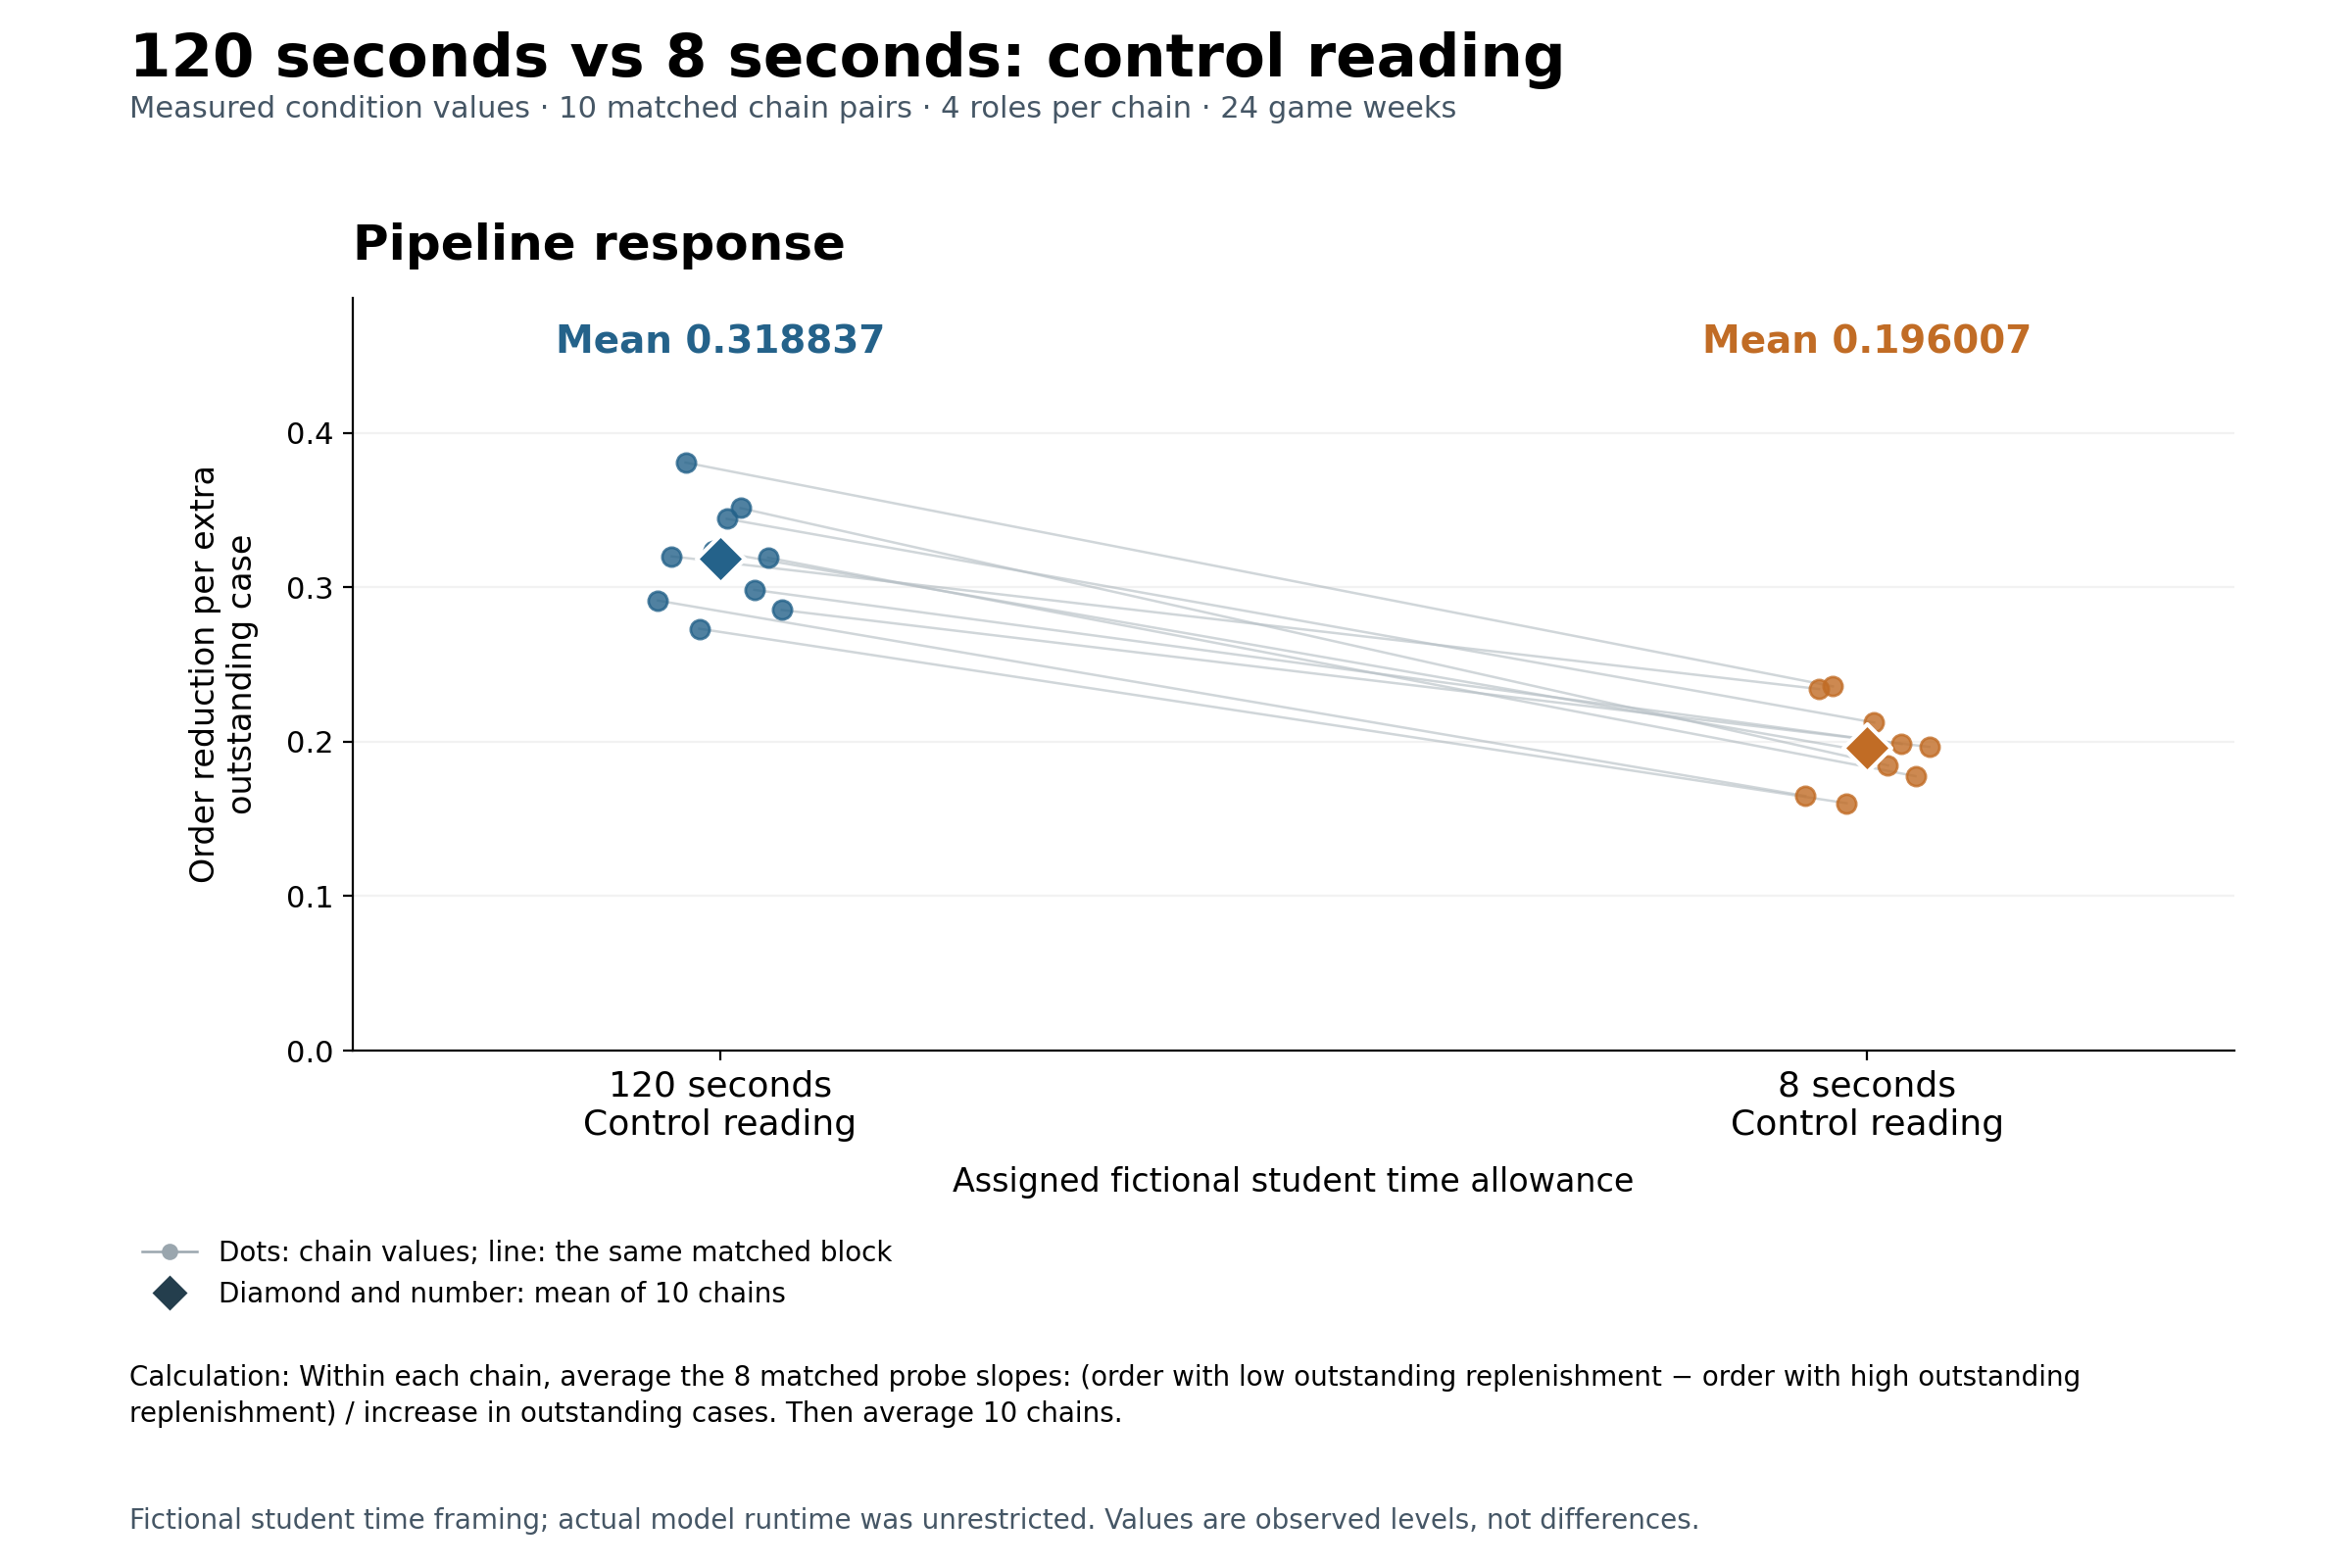 120 seconds vs 8 seconds: control reading
Measured condition values · 10 matched chain pairs · 4 roles per chain · 24 game weeks
Pipeline response
Mean 0.318837
Mean 0.196007
0.4
0.3
0.2
0.1
0.0
Order reduction per extra
outstanding case
120 seconds
Control reading
8 seconds
Control reading
Assigned fictional student time allowance
Dots: chain values; line: the same matched block
Diamond and number: mean of 10 chains
Calculation: Within each chain, average the 8 matched probe slopes: (order with low outstanding replenishment − order with high outstanding
replenishment) / increase in outstanding cases. Then average 10 chains.
Fictional student time framing; actual model runtime was unrestricted. Values are observed levels, not differences.